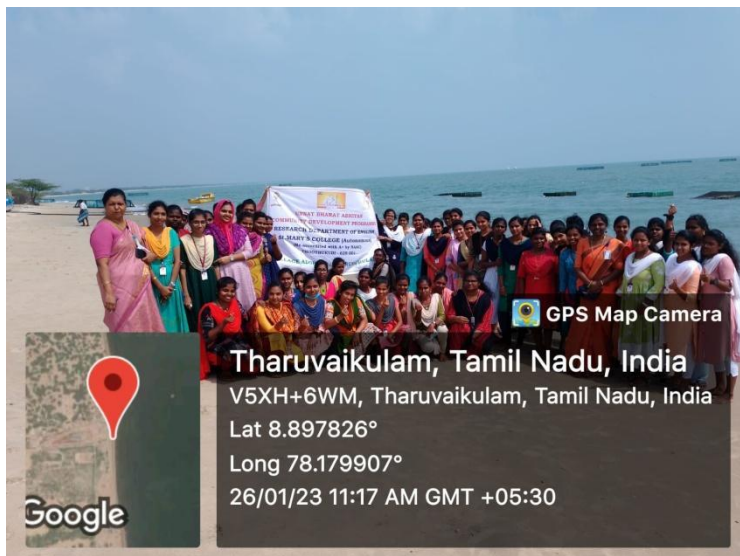 UNNAT BHARAT ABHIYAN
COMMUNITY DEVELOPMENT PROGRAMME
RESEARCH DEPARTMENT OF ENGLISH
St. MARY'S COLLEGE (Autonomous)
GPS Map Camera
Tharuvaikulam, Tamil Nadu, India
V5XH+6WM, Tharuvaikulam, Tamil Nadu, India
Lat 8.897826°
Long 78.179907°
26/01/23 11:17 AM GMT +05:30
Google